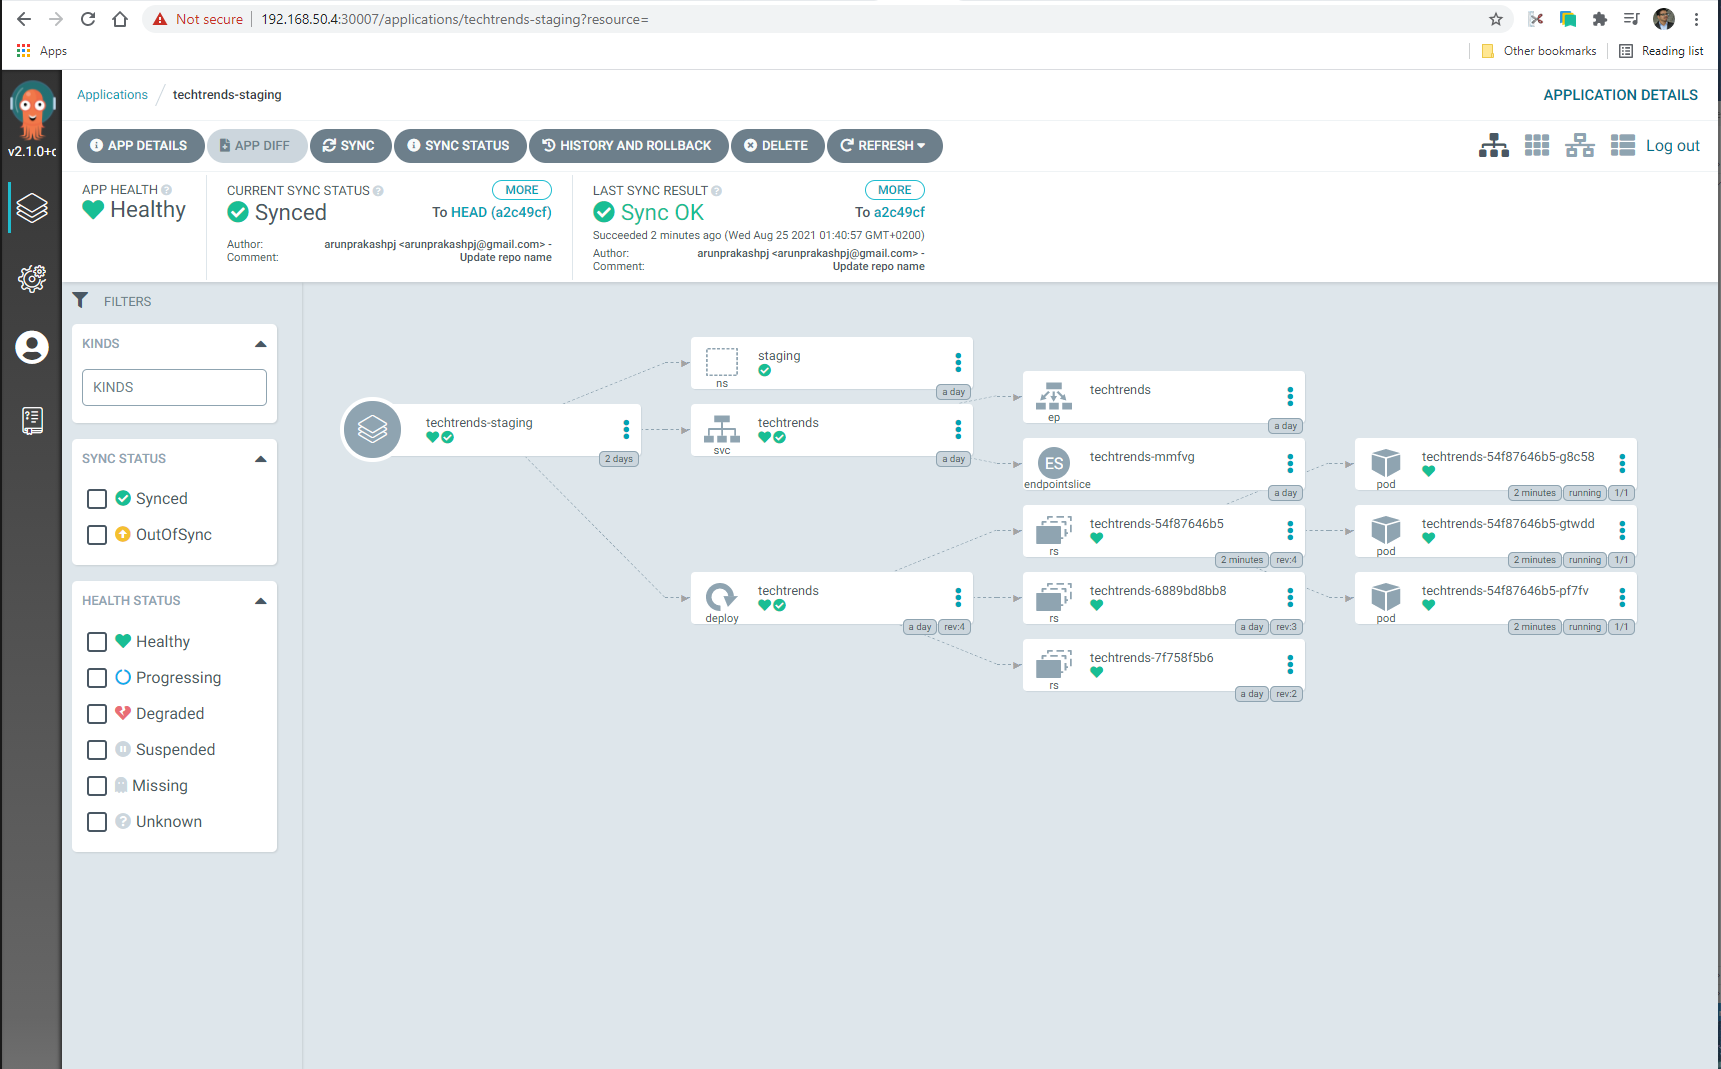 Not secure 192.168.50.4:30007/applications/techtrends-staging?resource=
Apps
Other bookmarks
Reading list
v2.1.0+c
Applications / techtrends-staging
APPLICATION DETAILS
APP DETAILS
APP DIFF
SYNC
SYNC STATUS
HISTORY AND ROLLBACK
DELETE
REFRESH
Log out
APP HEALTH
Healthy
CURRENT SYNC STATUS
MORE
Synced
To HEAD (a2c49cf)
Author: arunprakashpj <arunprakashpj@gmail.com> -
Comment: Update repo name
LAST SYNC RESULT
MORE
Sync OK
To a2c49cf
Succeeded 2 minutes ago (Wed Aug 25 2021 01:40:57 GMT+0200)
Author: arunprakashpj <arunprakashpj@gmail.com> -
Comment: Update repo name
FILTERS
KINDS
KINDS
SYNC STATUS
Synced
OutOfSync
HEALTH STATUS
Healthy
Progressing
Degraded
Suspended
Missing
Unknown
techtrends-staging
2 days
staging
ns
a day
techtrends
svc
a day
techtrends
deploy
a day rev:4
techtrends
ep
a day
ES
techtrends-mmfvg
endpointslice
a day
techtrends-54f87646b5
rs
2 minutes rev:4
techtrends-6889bd8bb8
rs
a day rev:3
techtrends-7f758f5b6
rs
a day rev:2
techtrends-54f87646b5-g8c58
pod
2 minutes running 1/1
techtrends-54f87646b5-gtwdd
pod
2 minutes running 1/1
techtrends-54f87646b5-pf7fv
pod
2 minutes running 1/1